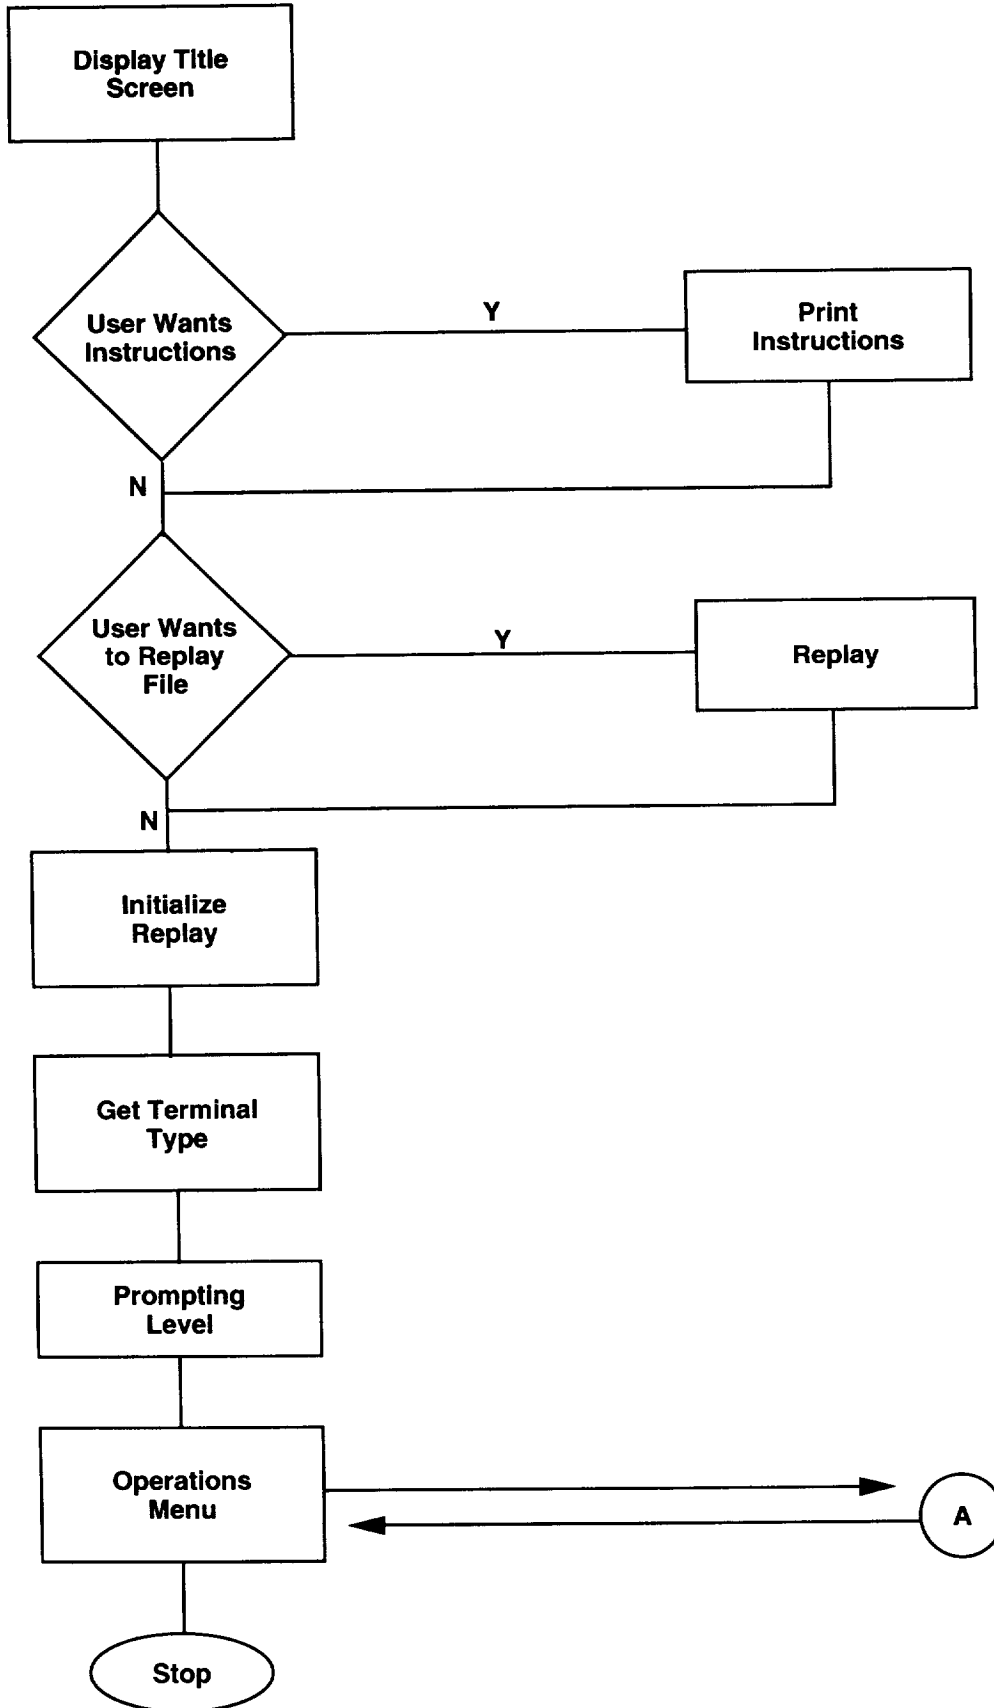 Display Title
Screen
User Wants
Instructions
Y
Print
Instructions
N
User Wants
to Replay
File
Y
Replay
N
Initialize
Replay
Get Terminal
Type
Prompting
Level
Operations
Menu
A
Stop